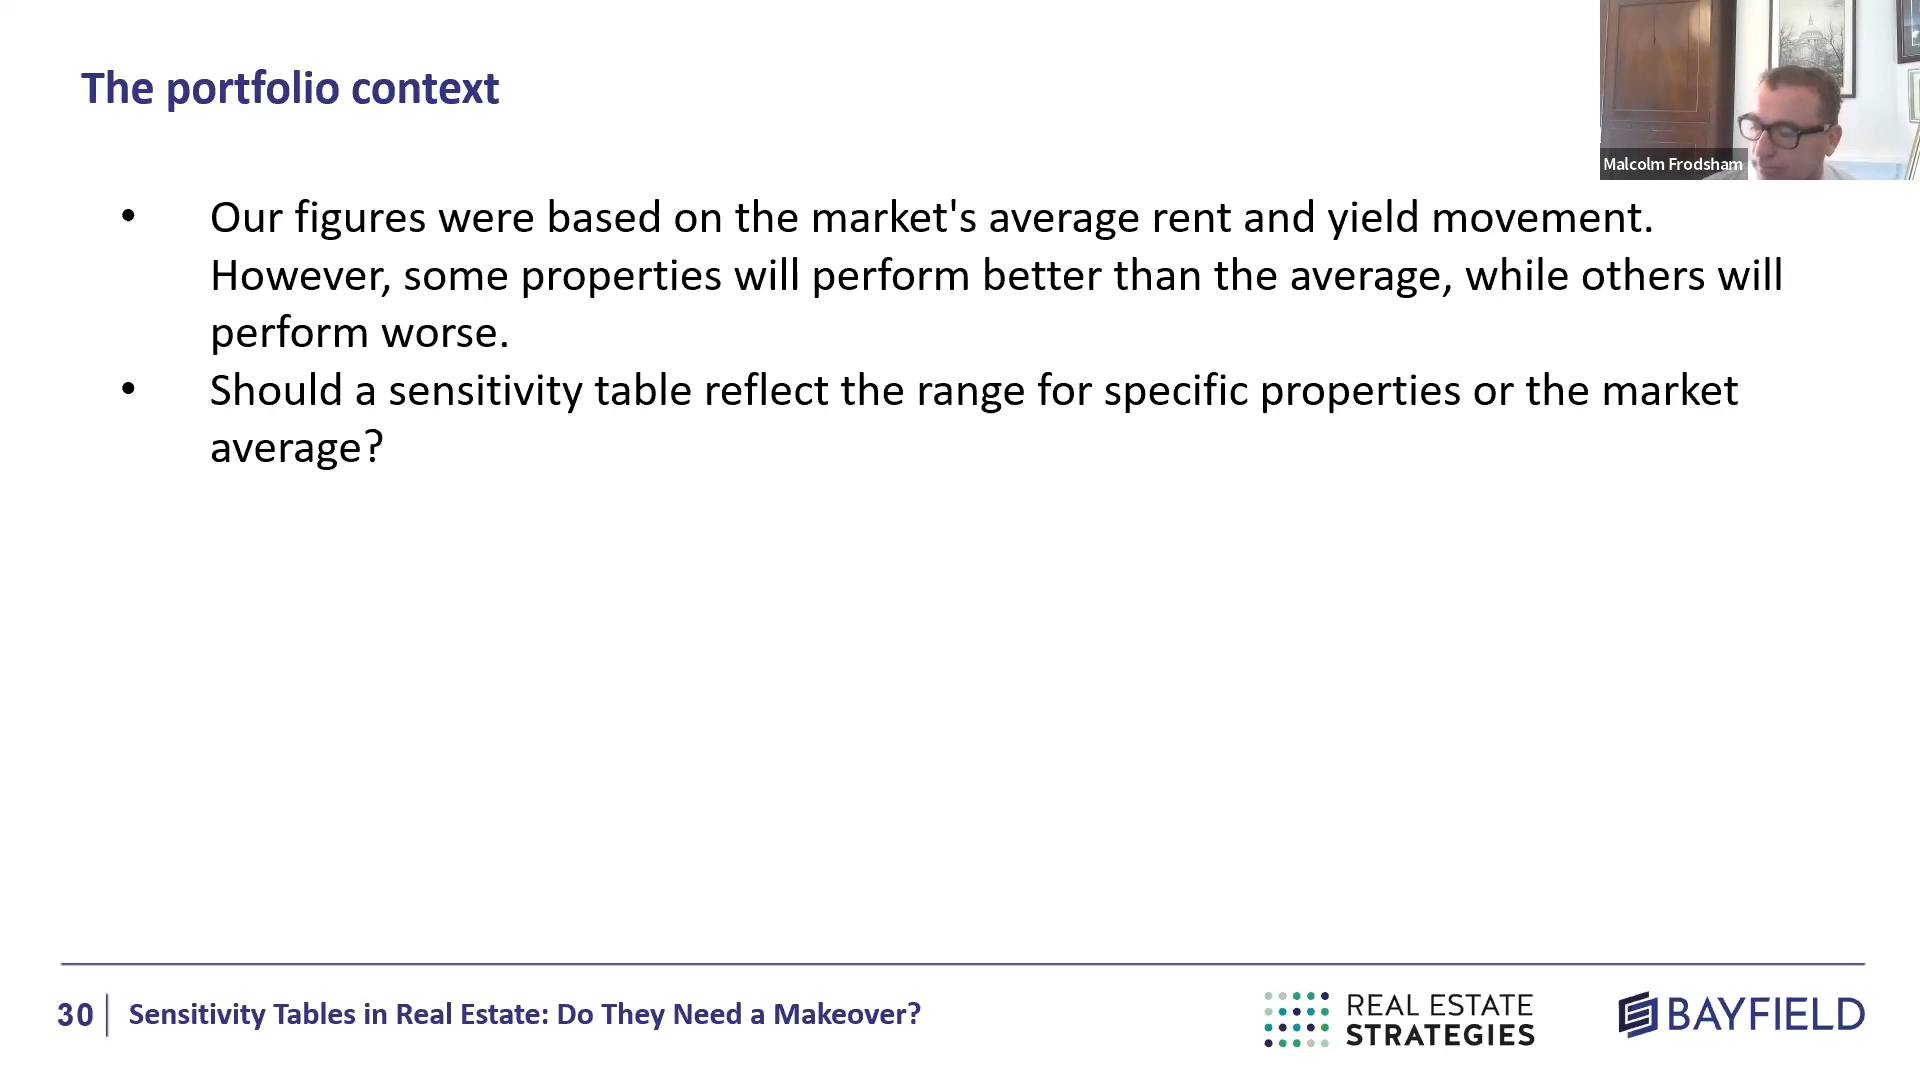 The portfolio context
Malcolm Frodsham
• Our figures were based on the market's average rent and yield movement.
However, some properties will perform better than the average, while others will
perform worse.
• Should a sensitivity table reflect the range for specific properties or the market
average?
30
Sensitivity Tables in Real Estate: Do They Need a Makeover?
REAL ESTATE
STRATEGIES
BAYFIELD